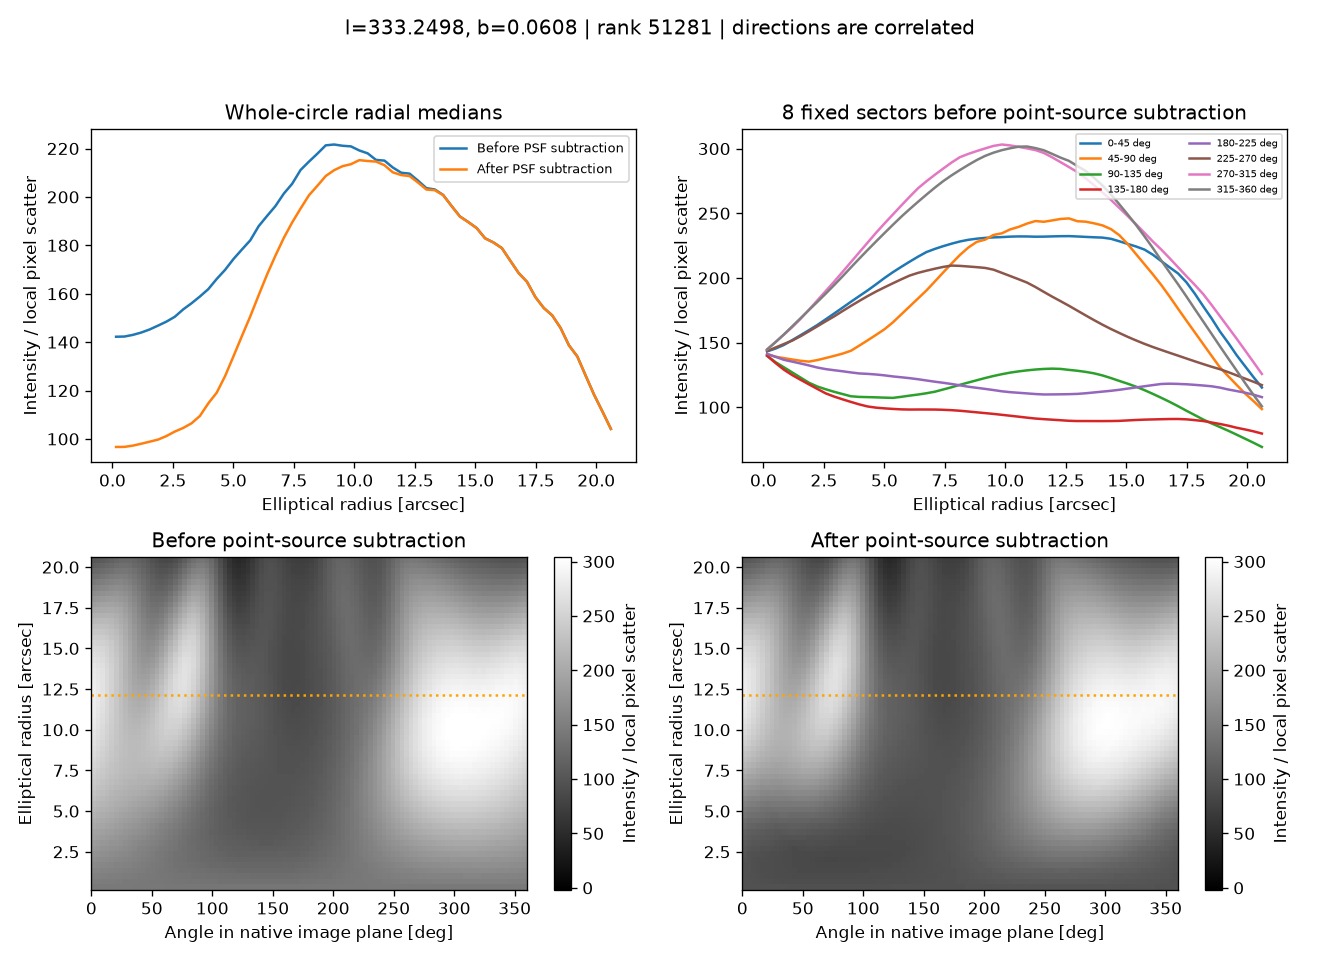 l=333.2498, b=0.0608 | rank 51281 | directions are correlated
Whole-circle radial medians
220
200
180
160
140
120
100
0.0 2.5 5.0 7.5 10.0 12.5 15.0 17.5 20.0
Intensity / local pixel scatter
Elliptical radius [arcsec]
Before PSF subtraction
After PSF subtraction
8 fixed sectors before point-source subtraction
300
250
200
150
100
0.0 2.5 5.0 7.5 10.0 12.5 15.0 17.5 20.0
Intensity / local pixel scatter
Elliptical radius [arcsec]
0-45 deg
45-90 deg
90-135 deg
135-180 deg
180-225 deg
225-270 deg
270-315 deg
315-360 deg
Before point-source subtraction
20.0
17.5
15.0
12.5
10.0
7.5
5.0
2.5
0 50 100 150 200 250 300 350
Elliptical radius [arcsec]
Angle in native image plane [deg]
300
250
200
150
100
50
0
Intensity / local pixel scatter
After point-source subtraction
20.0
17.5
15.0
12.5
10.0
7.5
5.0
2.5
0 50 100 150 200 250 300 350
Elliptical radius [arcsec]
Angle in native image plane [deg]
300
250
200
150
100
50
0
Intensity / local pixel scatter